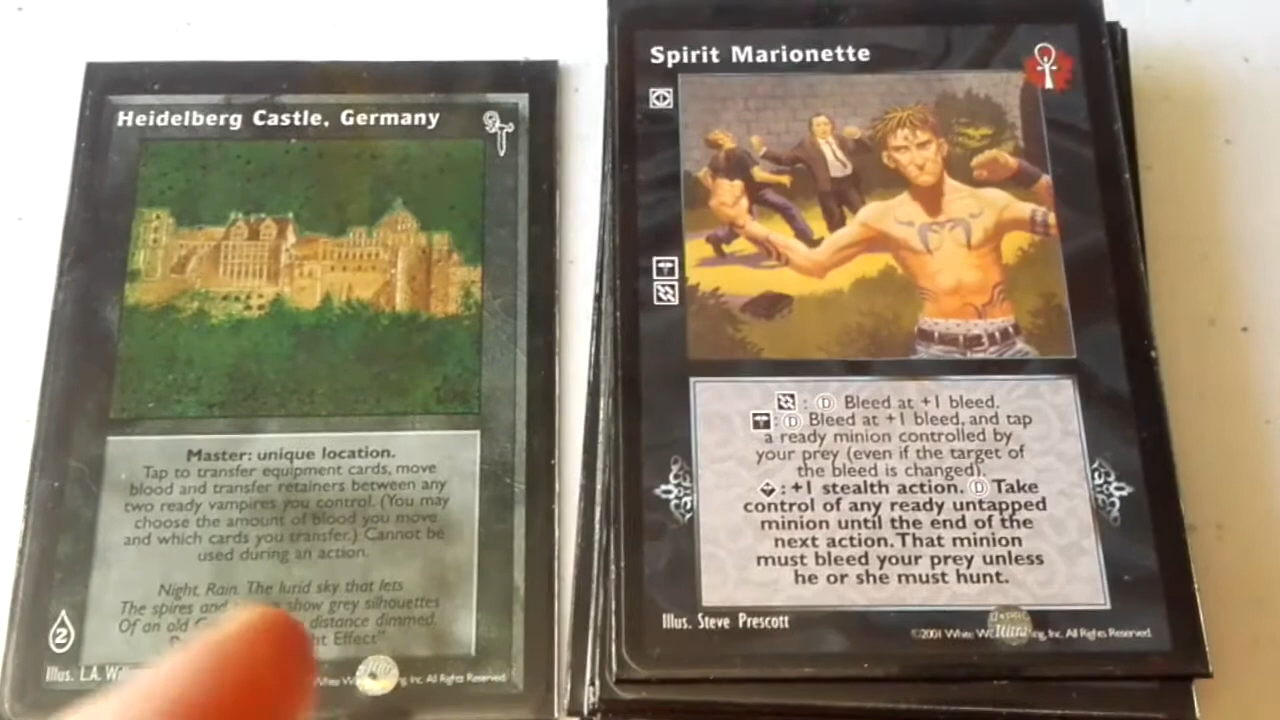 Heidelberg Castle, Germany
Master: unique location.
Tap to transfer equipment cards, move
blood and transfer retainers between any
two ready vampires you control. (You may
choose the amount of blood you move
and which cards you transfer.) Cannot be
used during an action.
Night, Rain. The lurid sky that lets
The spires and show grey silhouettes
Of an old distance dimmed.
Effect"
2
Illus. L.A.
All Rights Reserved.
Spirit Marionette
: D Bleed at +1 bleed.
: D Bleed at +1 bleed, and tap
a ready minion controlled by
your prey (even if the target of
the bleed is changed).
: +1 stealth action. D Take
control of any ready untapped
minion until the end of the
next action. That minion
must bleed your prey unless
he or she must hunt.
Illus. Steve Prescott
©2001 White Inc. All Rights Reserved.